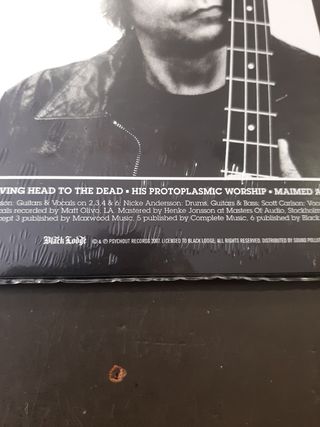 VING HEAD TO THE DEAD • HIS PROTOPLASMIC WORSHIP • MAIMED A
son: Guitars & Vocals on 2,3,4 & 6. Nicke Andersson: Drums, Guitars & Bass; Scott Carlson: Voc
als recorded by Matt Olivo, LA. Mastered by Henke Jonsson at Masters Of Audio, Stockholm
cept 3 published by Maxwood Music, 5 published by Complete Music, 6 published by Black
Black Lodge © & ℗ PSYCHOUT RECORDS 2007. LICENSED TO BLACK LODGE. ALL RIGHTS RESERVED. DISTRIBUTED BY SOUND POLLUT